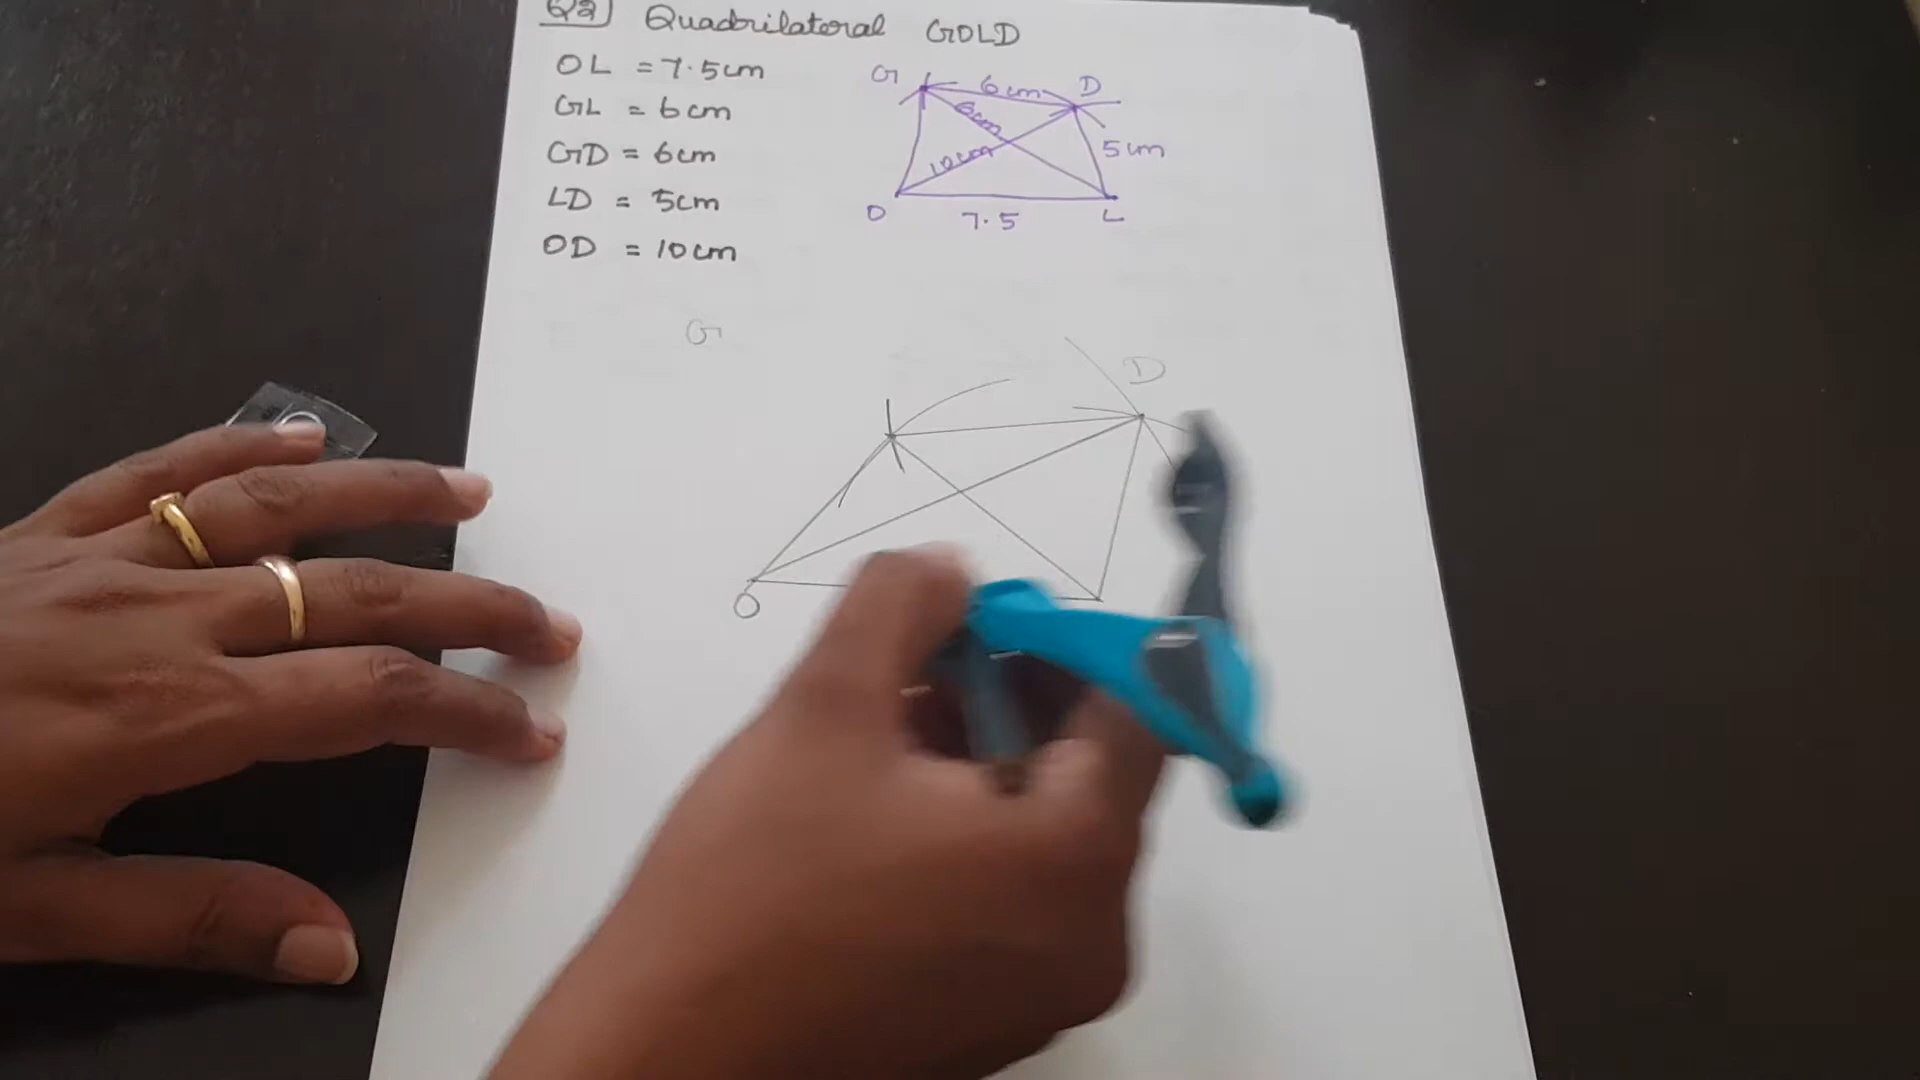 Q2] Quadrilateral GOLD
OL = 7.5cm
GL = 6cm
GD = 6cm
LD = 5cm
OD = 10cm
G 6cm D
6cm
10cm
5cm
O 7.5 L
G
D
O